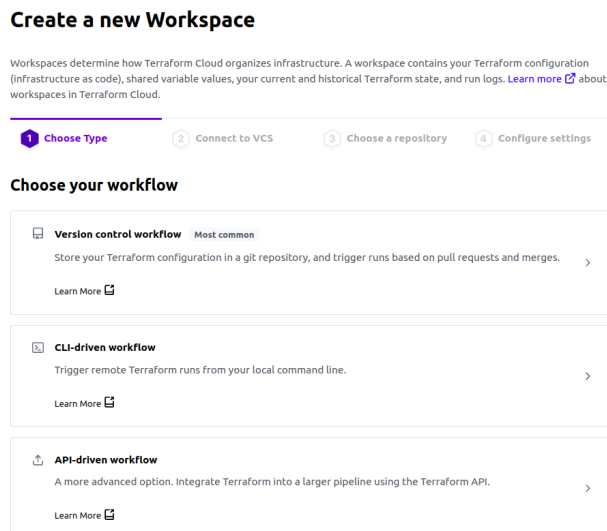 Create a new Workspace
Workspaces determine how Terraform Cloud organizes infrastructure. A workspace contains your Terraform configuration
(infrastructure as code), shared variable values, your current and historical Terraform state, and run logs. Learn more about
workspaces in Terraform Cloud.
1 Choose Type 2 Connect to VCS 3 Choose a repository 4 Configure settings
Choose your workflow
Version control workflow Most common
Store your Terraform configuration in a git repository, and trigger runs based on pull requests and merges.
Learn More
CLI-driven workflow
Trigger remote Terraform runs from your local command line.
Learn More
API-driven workflow
A more advanced option. Integrate Terraform into a larger pipeline using the Terraform API.
Learn More